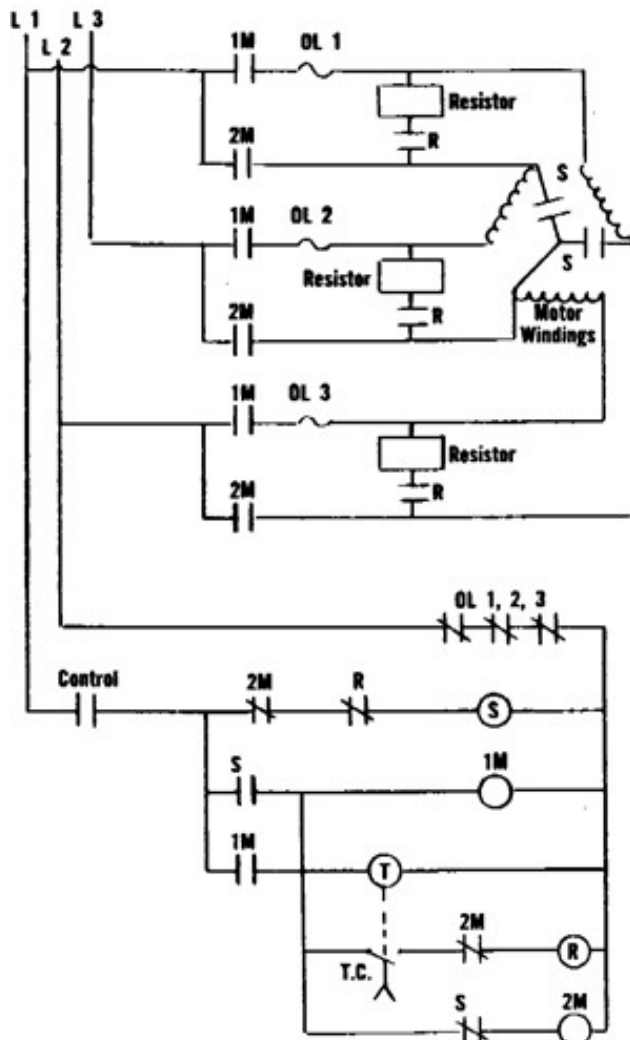 L 1
L 3
L 2
1M
OL 1
Resistor
R
2M
S
1M
OL 2
S
Resistor
R
2M
Motor
Windings
1M
OL 3
Resistor
R
2M
OL 1, 2, 3
Control
2M
R
S
S
1M
1M
T
2M
R
T.C.
S
2M